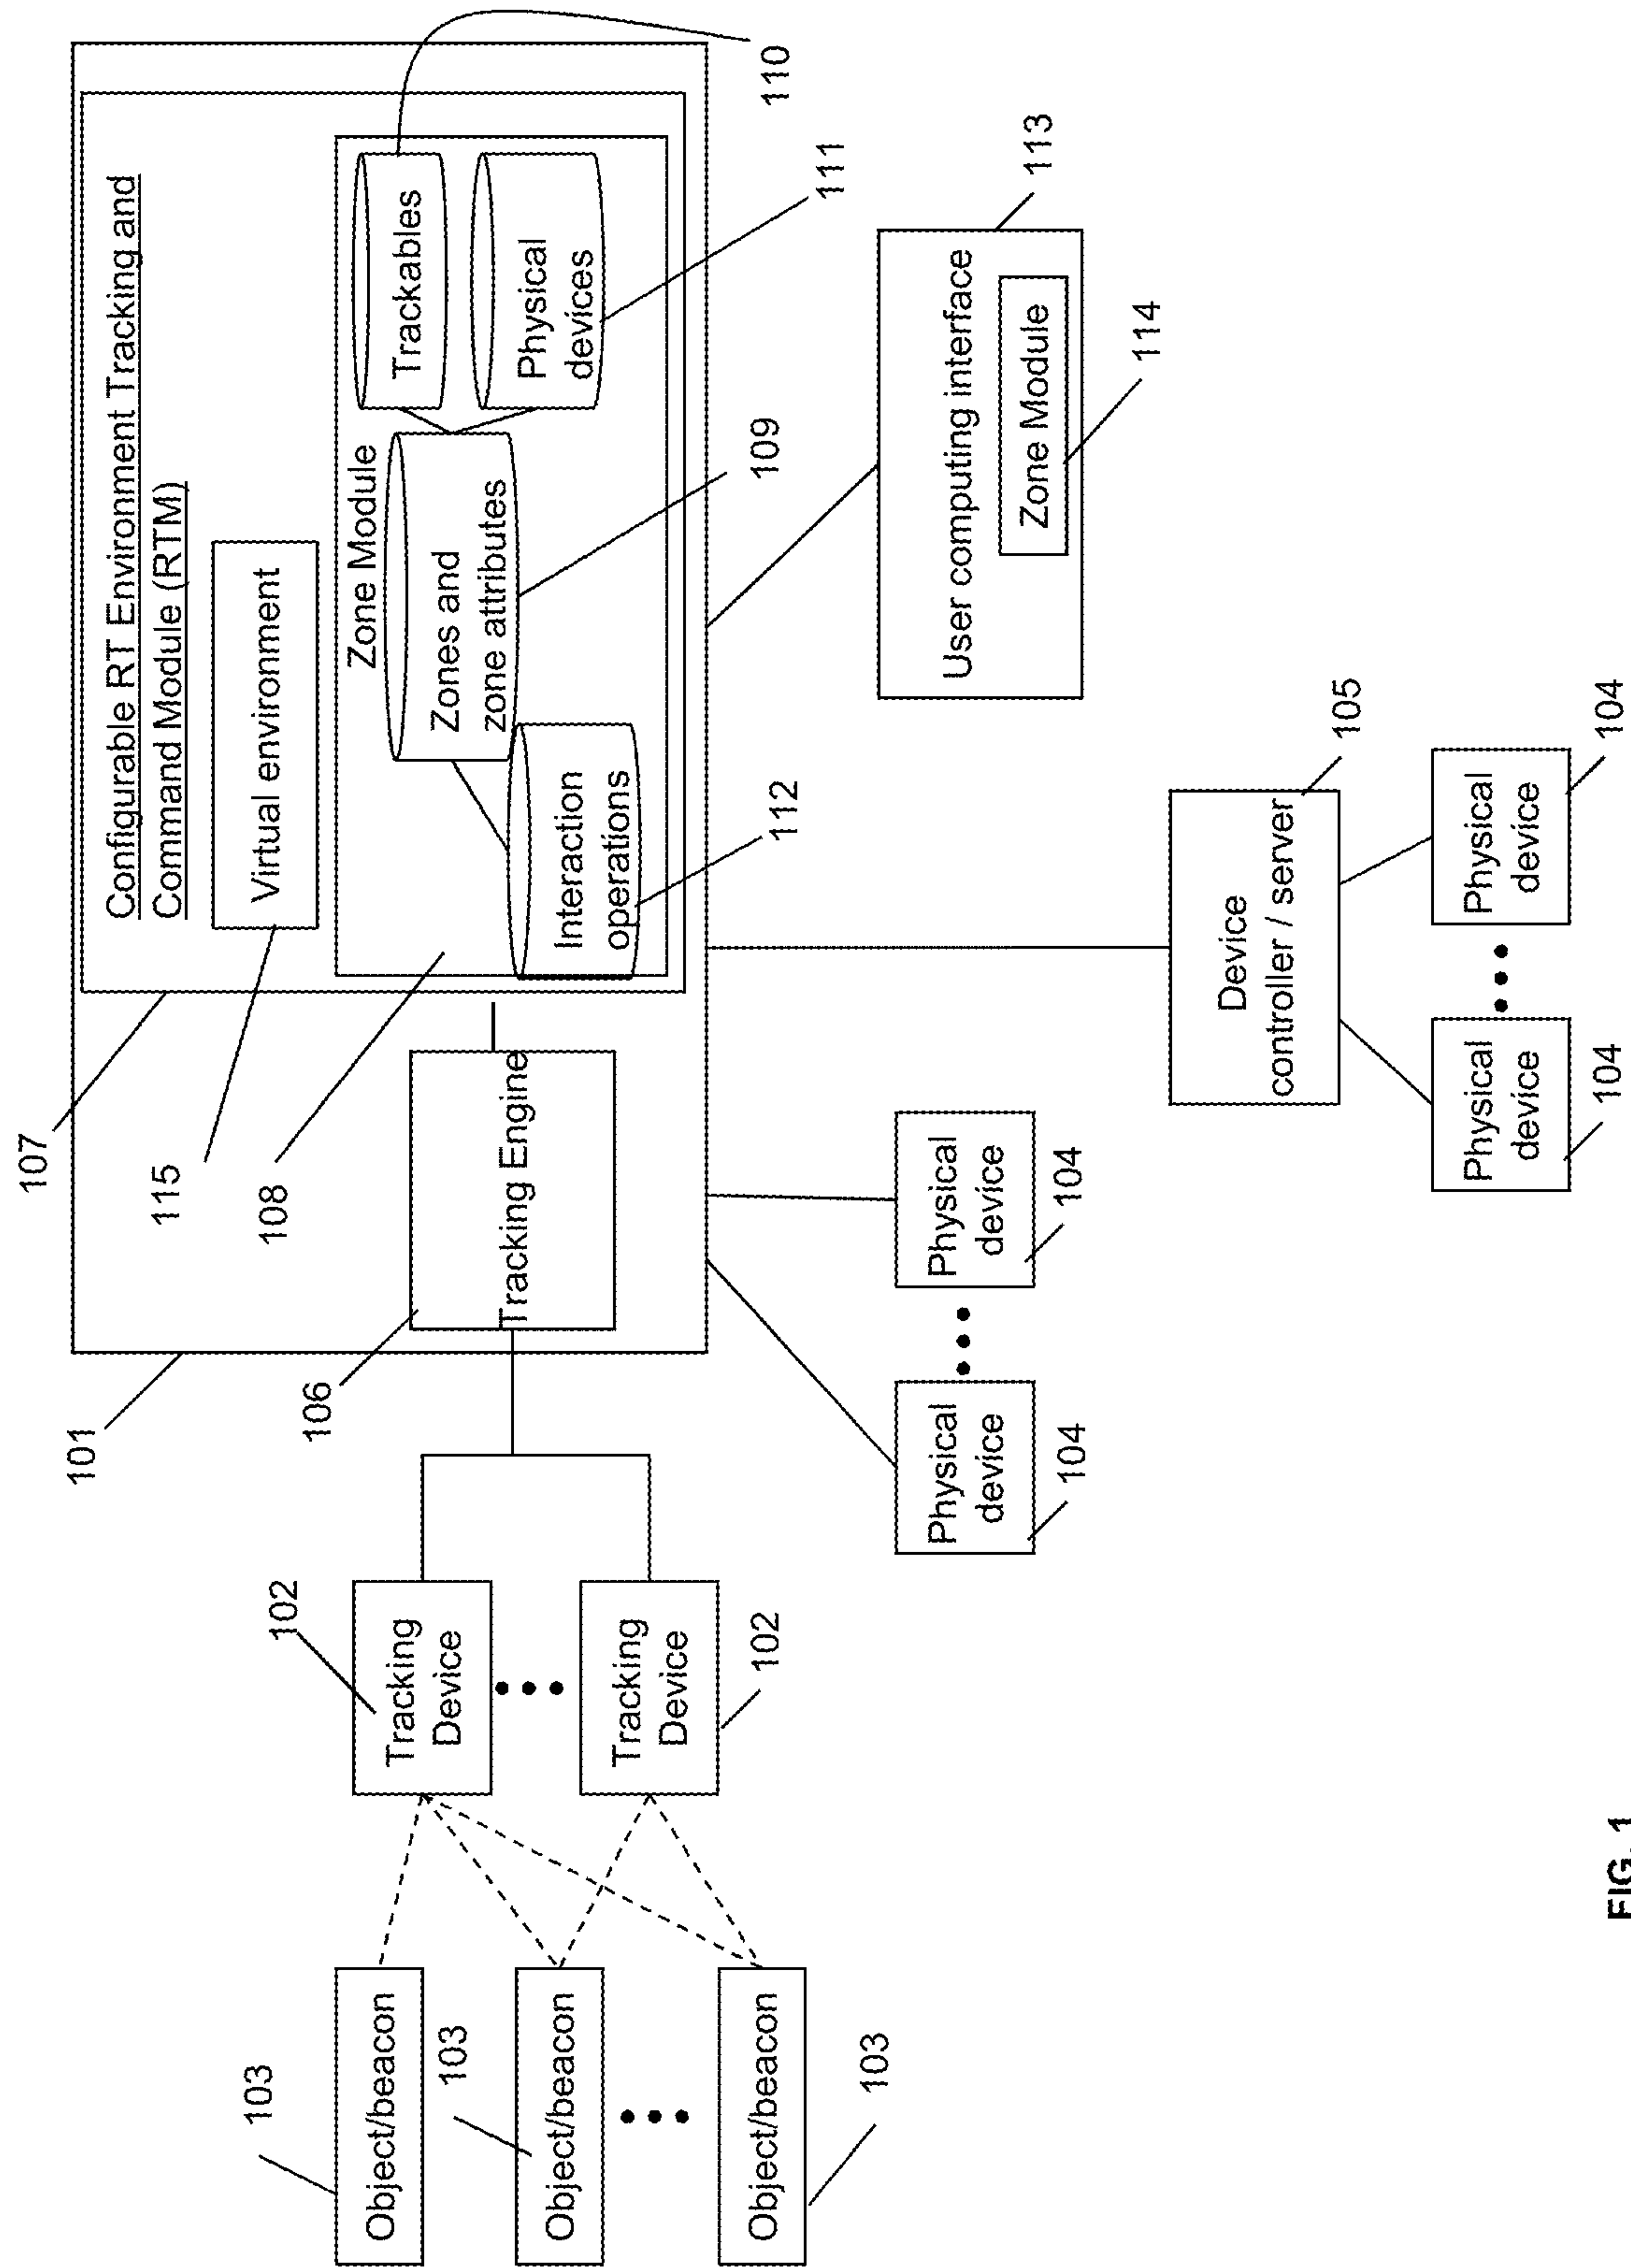 Configurable RT Environment Tracking and
Command Module (RTM)
107
115
Virtual environment
108
Zone Module
Trackables
110
Zones and
zone attributes
109
Physical
devices
111
Interaction
operations
112
101
106
Tracking Engine
102
Tracking
Device
Tracking
Device
102
103
Object/beacon
103
Object/beacon
Object/beacon
103
Physical
device
104
Physical
device
104
User computing interface
113
Zone Module
114
Device
controller / server
105
Physical
device
104
Physical
device
104
FIG. 1